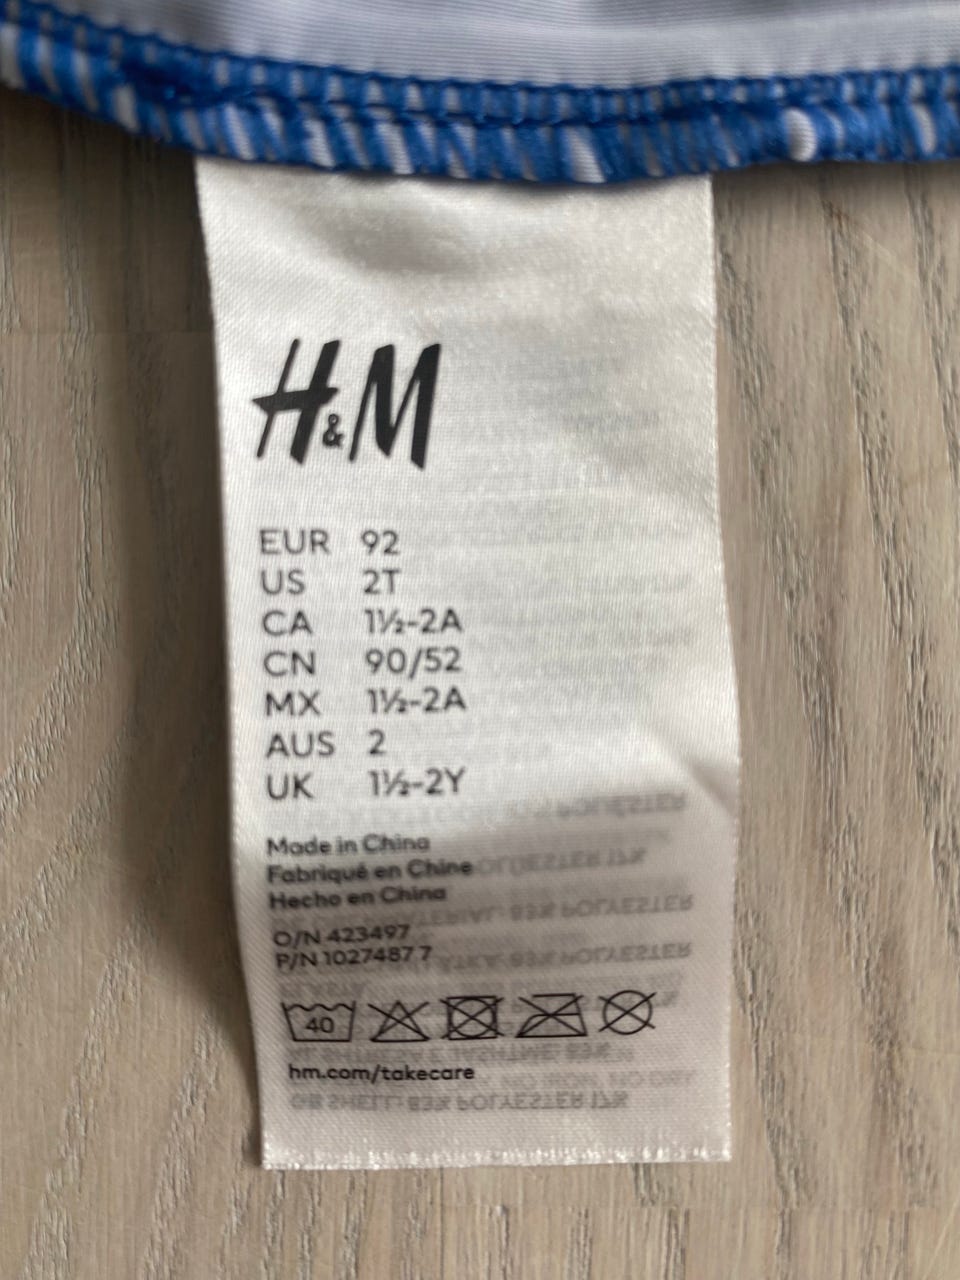 H&M
EUR 92
US 2T
CA 1½-2A
CN 90/52
MX 1½-2A
AUS 2
UK 1½-2Y
Made in China
Fabriqué en Chine
Hecho en China
O/N 423497
P/N 1027487 7
40
hm.com/takecare